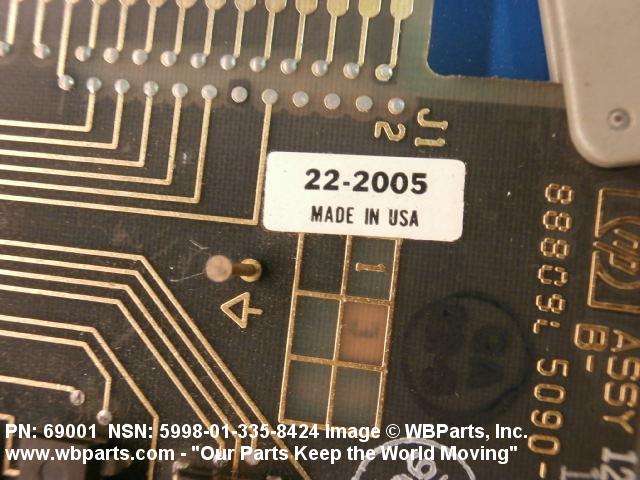 J1
2
22-2005
MADE IN USA
1
ASSY 12
B-
5090-
PN: 69001 NSN: 5998-01-335-8424 Image © WBParts, Inc.
www.wbparts.com - "Our Parts Keep the World Moving"